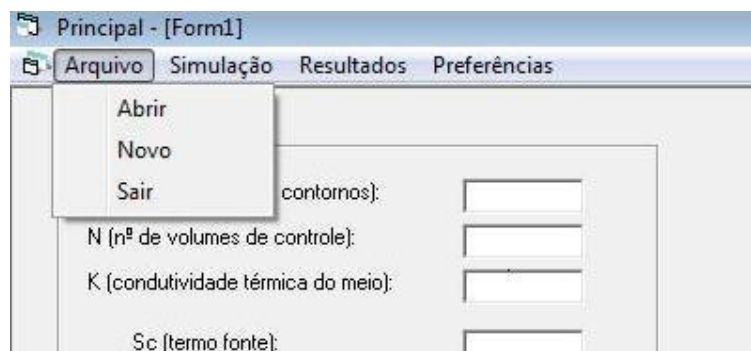 Principal - [Form1]
Arquivo Simulação Resultados Preferências
Abrir
Novo
Sair
contornos):
N (nº de volumes de controle):
K (condutividade térmica do meio):
Sc (termo fonte):